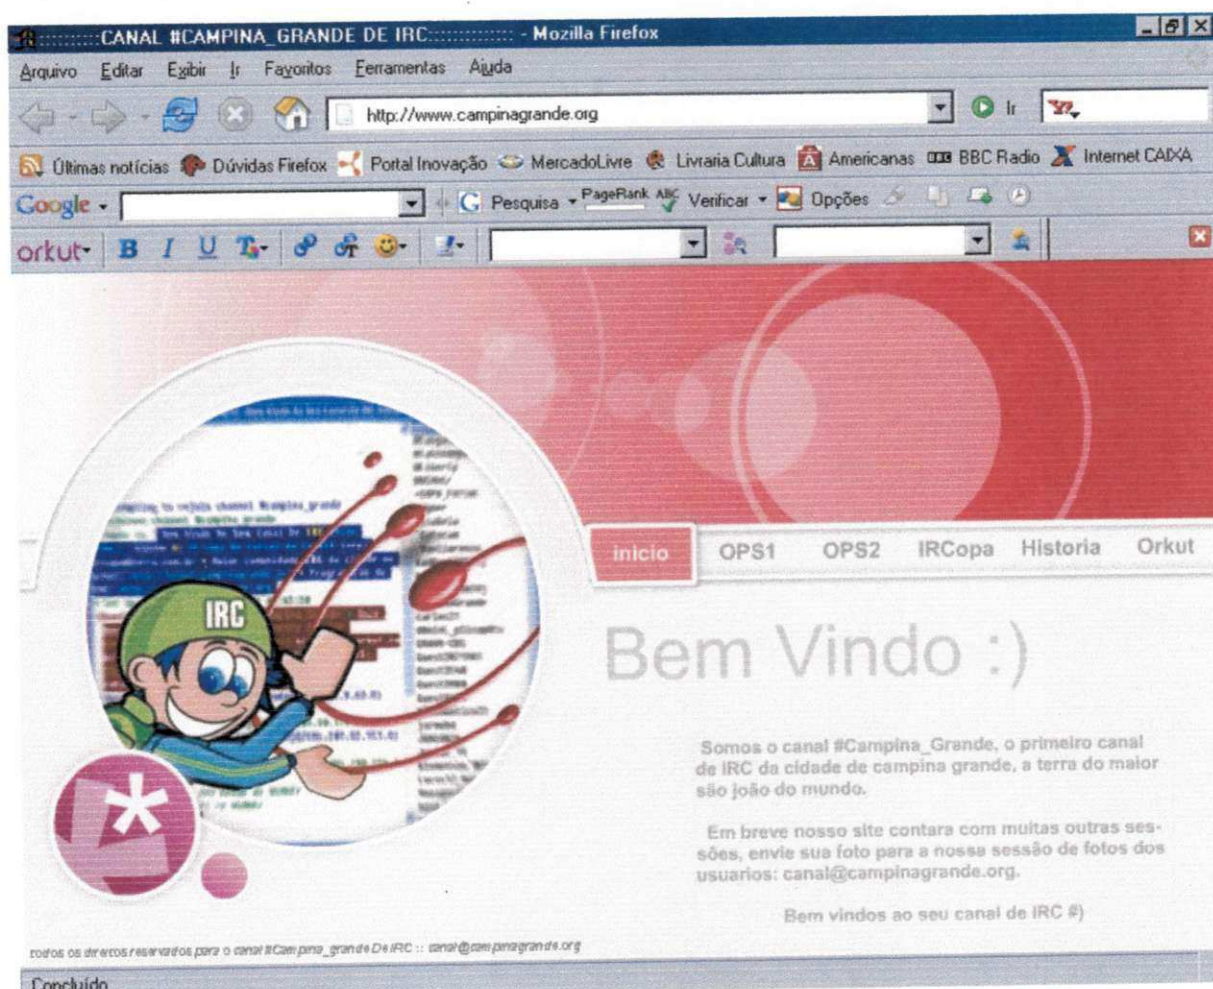 :::::::::::CANAL #CAMPINA_GRANDE DE IRC:::::::::::::: - Mozilla Firefox
Arquivo Editar Exibir Ir Favoritos Ferramentas Ajuda
http://www.campinagrande.org Ir Y!
Últimas notícias Dúvidas Firefox Portal Inovação MercadoLivre Livraria Cultura Americanas BBC Radio Internet CAIXA
Google G Pesquisa PageRank ABC Verificar Opções
orkut B I U T T
inicio OPS1 OPS2 IRCopa Historia Orkut
IRC
Bem Vindo :)
Somos o canal #Campina_Grande, o primeiro canal
de IRC da cidade de campina grande, a terra do maior
são joão do mundo.
Em breve nosso site contara com muitas outras ses-
sões, envie sua foto para a nossa sessão de fotos dos
usuarios: canal@campinagrande.org.
Bem vindos ao seu canal de IRC #)
*
todos os direitos reservados para o canal #Campina_grande De IRC :: canal@campinagrande.org
Concluído